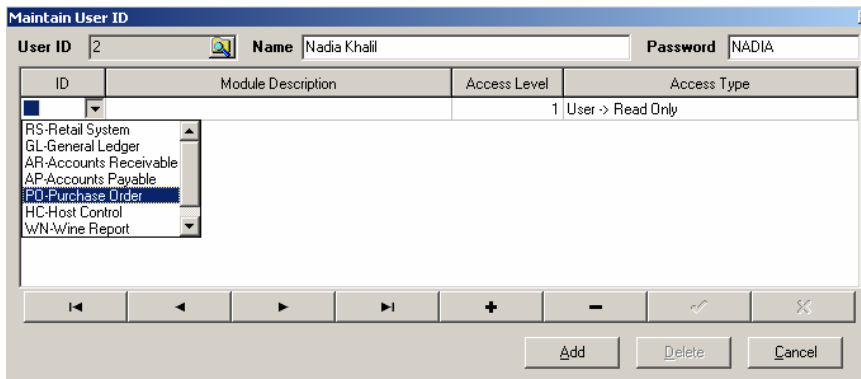 Maintain User ID
User ID 2 Name Nadia Khalil Password NADIA
ID Module Description Access Level Access Type
1 User -> Read Only
RS-Retail System
GL-General Ledger
AR-Accounts Receivable
AP-Accounts Payable
PO-Purchase Order
HC-Host Control
WN-Wine Report
Add Delete Cancel